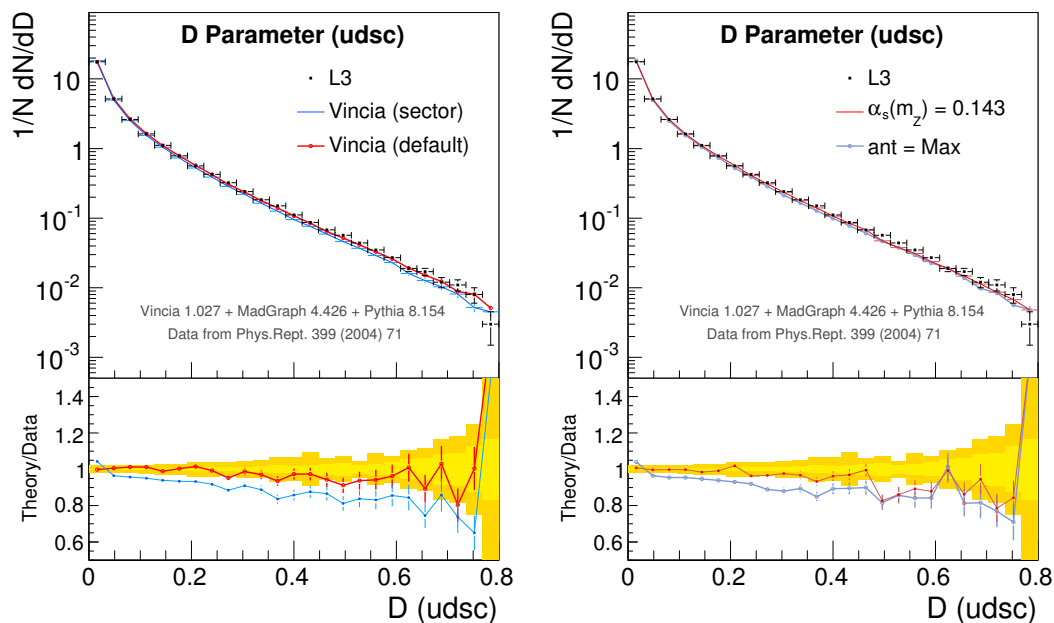 D Parameter (udsc)
1/N dN/dD
L3
Vincia (sector)
Vincia (default)
10
1
10⁻¹
10⁻²
10⁻³
Vincia 1.027 + MadGraph 4.426 + Pythia 8.154
Data from Phys.Rept. 399 (2004) 71
Theory/Data
1.4
1.2
1
0.8
0.6
0 0.2 0.4 0.6 0.8
D (udsc)
D Parameter (udsc)
1/N dN/dD
L3
αₛ(m_Z) = 0.143
ant = Max
10
1
10⁻¹
10⁻²
10⁻³
Vincia 1.027 + MadGraph 4.426 + Pythia 8.154
Data from Phys.Rept. 399 (2004) 71
Theory/Data
1.4
1.2
1
0.8
0.6
0 0.2 0.4 0.6 0.8
D (udsc)